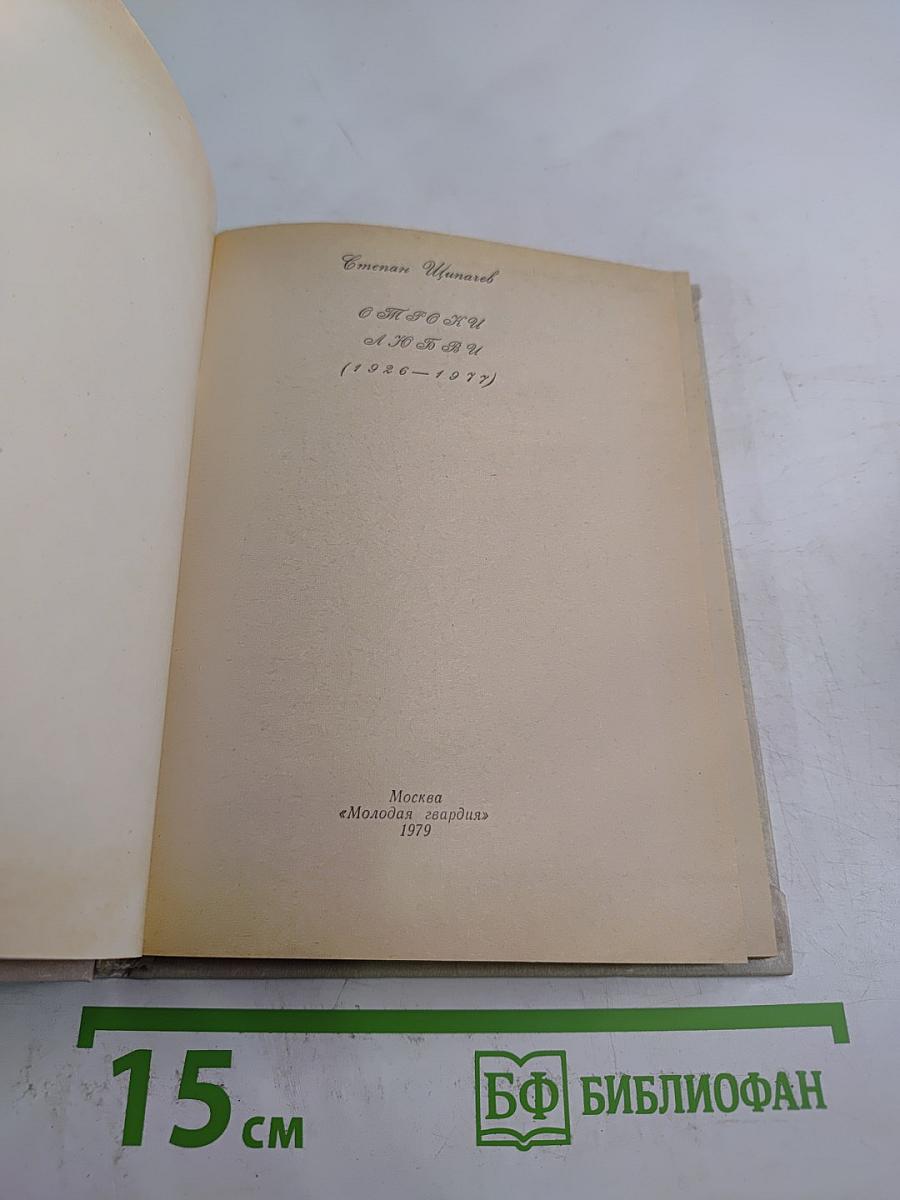 Степан Щипачев
СТРОКИ
ЛЮБВИ
(1926—1977)
Москва
«Молодая гвардия»
1979
15 см
БФ БИБЛИОФАН